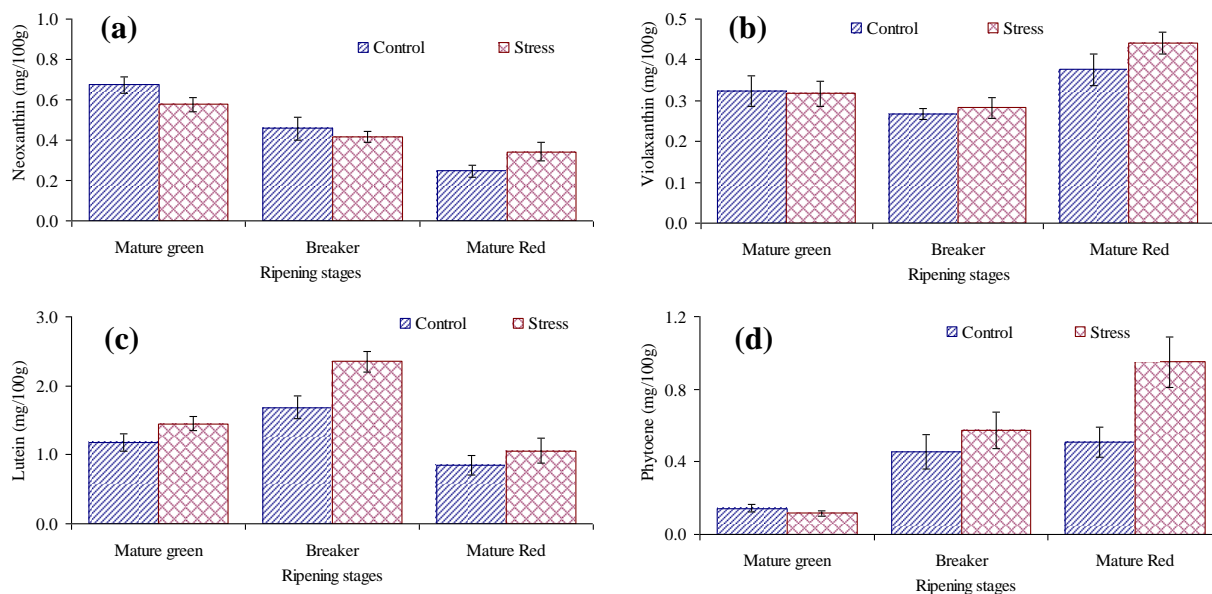 (a)
Control Stress
Neoxanthin (mg/100g)
1.0
0.8
0.6
0.4
0.2
0.0
Mature green Breaker Mature Red
Ripening stages
(b)
Control Stress
Violaxanthin (mg/100g)
0.5
0.4
0.3
0.2
0.1
0.0
Mature green Breaker Mature Red
Ripening stages
(c)
Control Stress
Lutein (mg/100g)
3.0
2.0
1.0
0.0
Mature green Breaker Mature Red
Ripening stages
(d)
Control Stress
Phytoene (mg/100g)
1.2
0.8
0.4
0.0
Mature green Breaker Mature Red
Ripening stages